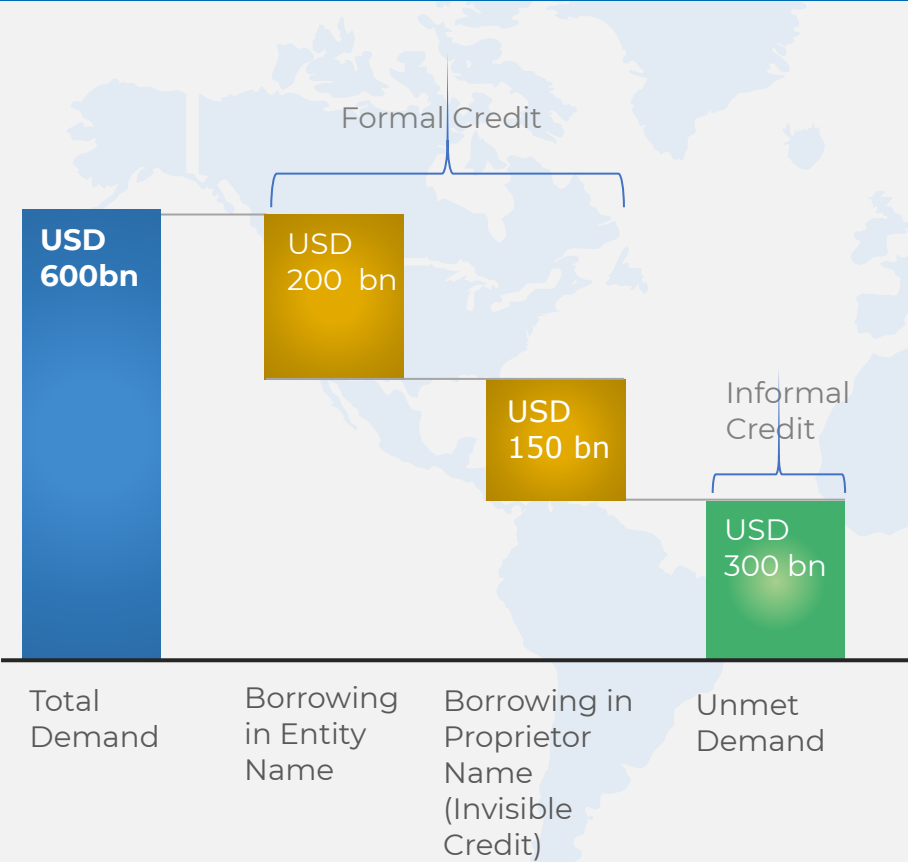 Formal Credit
USD
600bn
USD
200 bn
USD
150 bn
Informal
Credit
USD
300 bn
Total
Demand
Borrowing
in Entity
Name
Borrowing in
Proprietor
Name
(Invisible
Credit)
Unmet
Demand